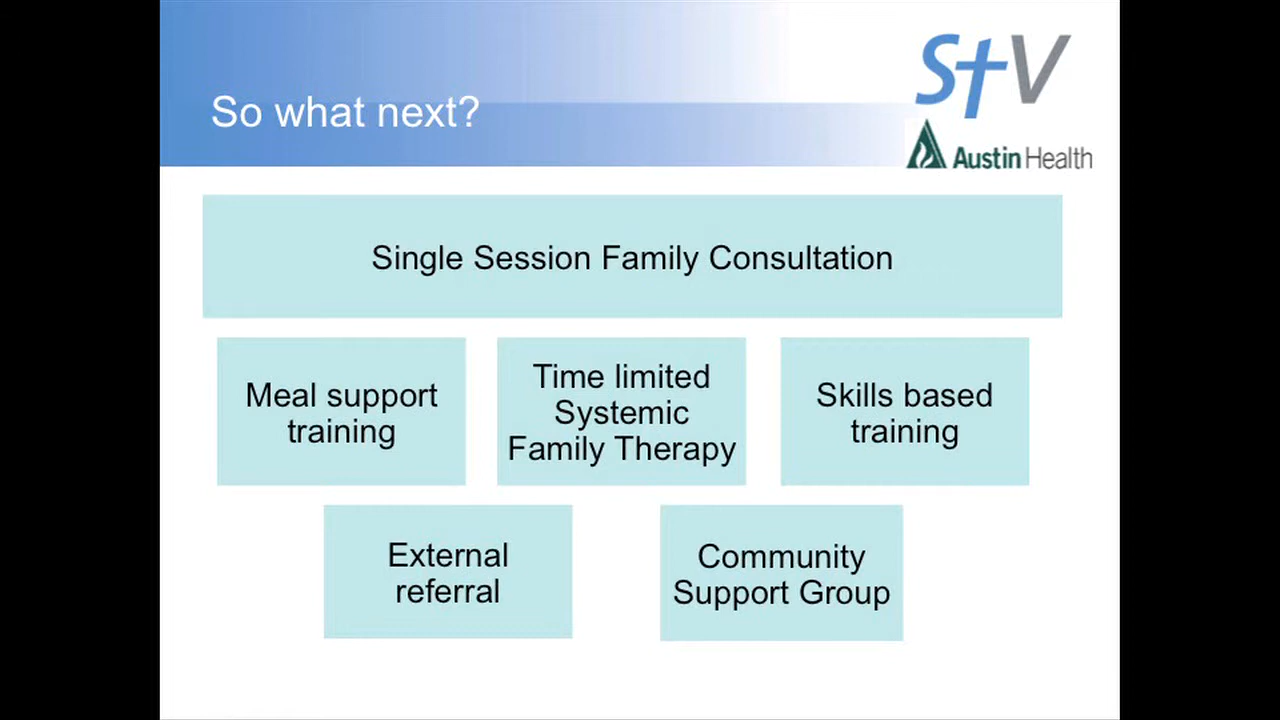 So what next?
StV
Austin Health
Single Session Family Consultation
Meal support
training
Time limited
Systemic
Family Therapy
Skills based
training
External
referral
Community
Support Group